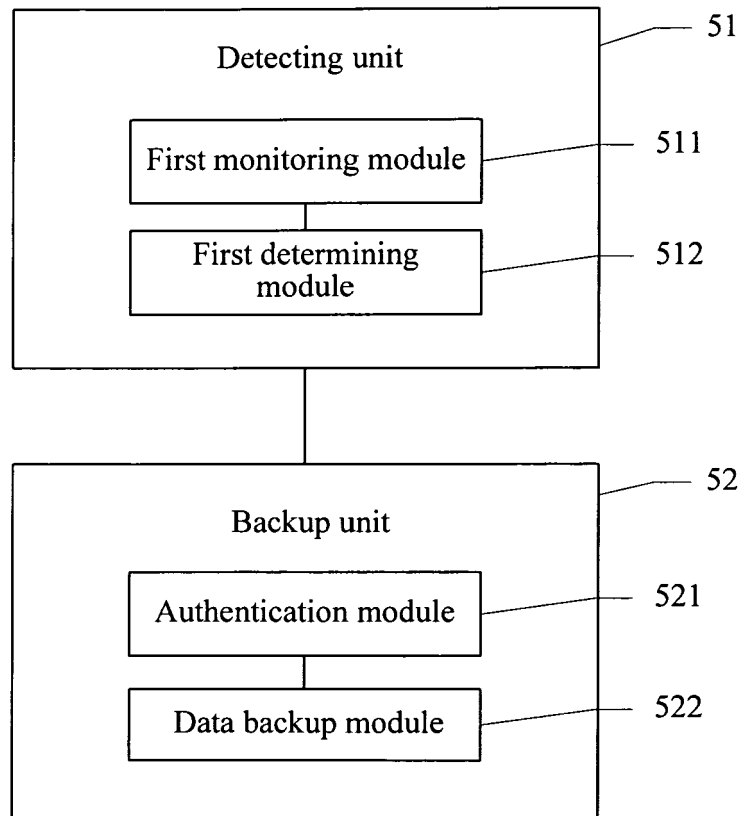 51
Detecting unit
First monitoring module
511
First determining
module
512
52
Backup unit
Authentication module
521
Data backup module
522